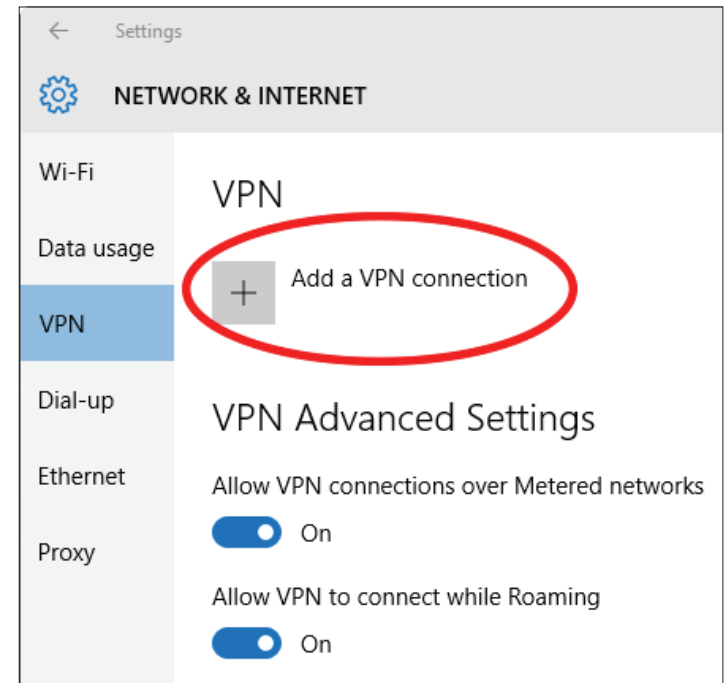 Settings
NETWORK & INTERNET
Wi-Fi
Data usage
VPN
Dial-up
Ethernet
Proxy
VPN
Add a VPN connection
VPN Advanced Settings
Allow VPN connections over Metered networks
On
Allow VPN to connect while Roaming
On